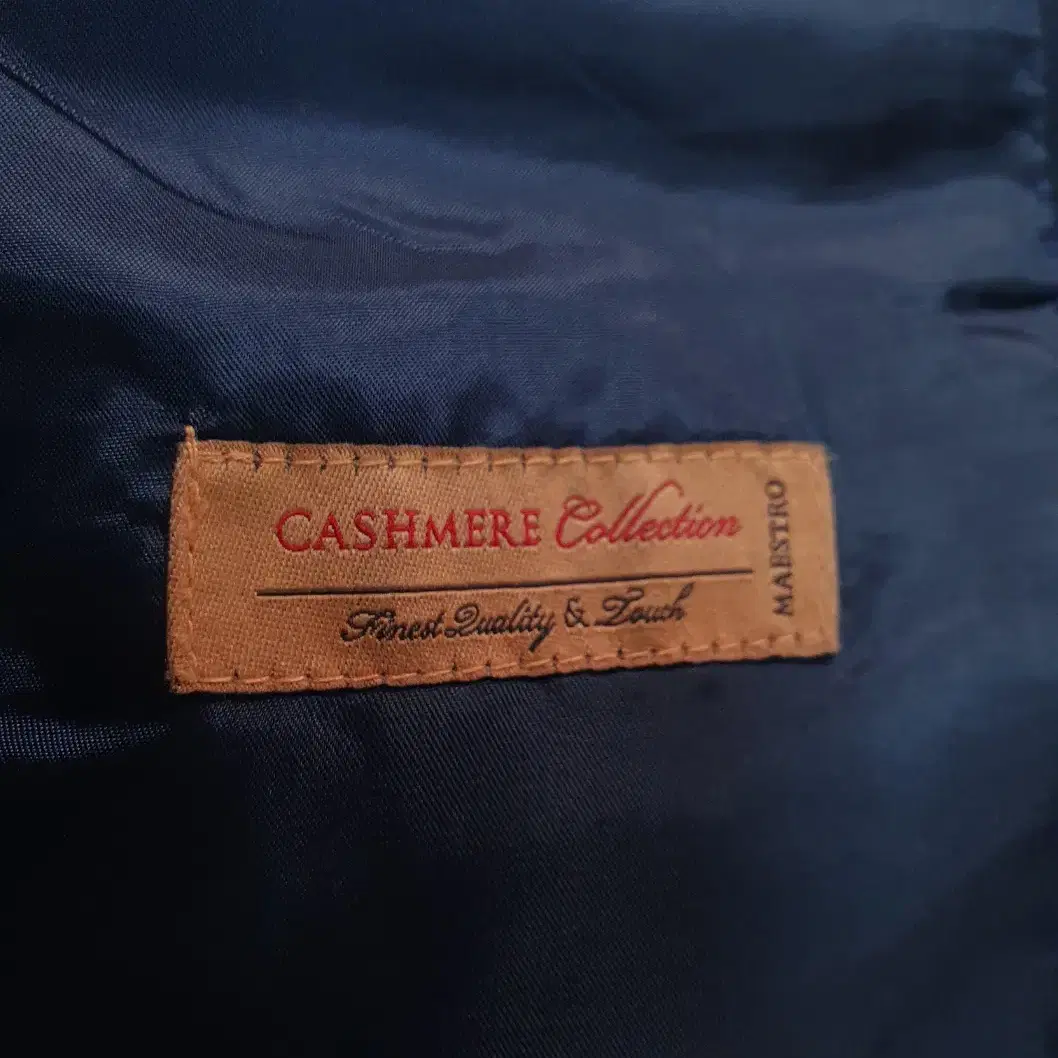 CASHMERE Collection
Finest Quality & Touch
MAESTRO